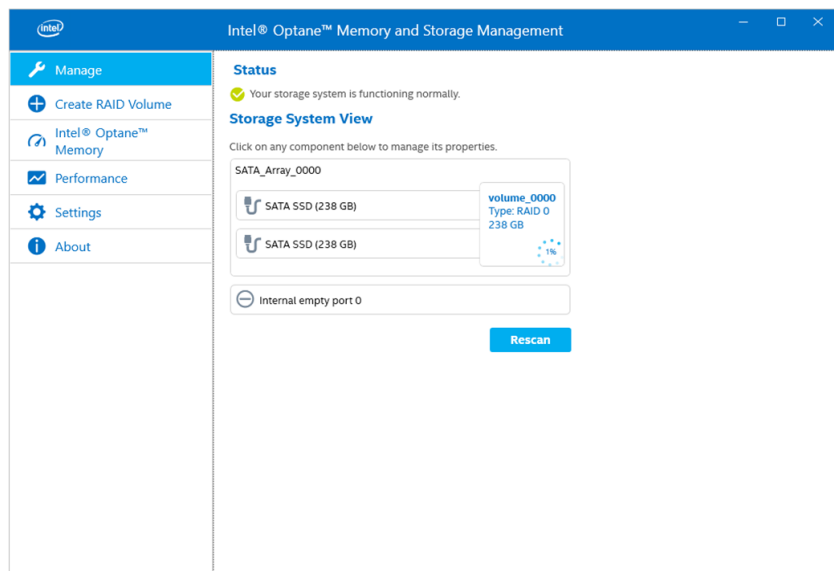 intel
Intel® Optane™ Memory and Storage Management
Manage
Create RAID Volume
Intel® Optane™
Memory
Performance
Settings
About
Status
Your storage system is functioning normally.
Storage System View
Click on any component below to manage its properties.
SATA_Array_0000
SATA SSD (238 GB)
SATA SSD (238 GB)
volume_0000
Type: RAID 0
238 GB
1%
Internal empty port 0
Rescan